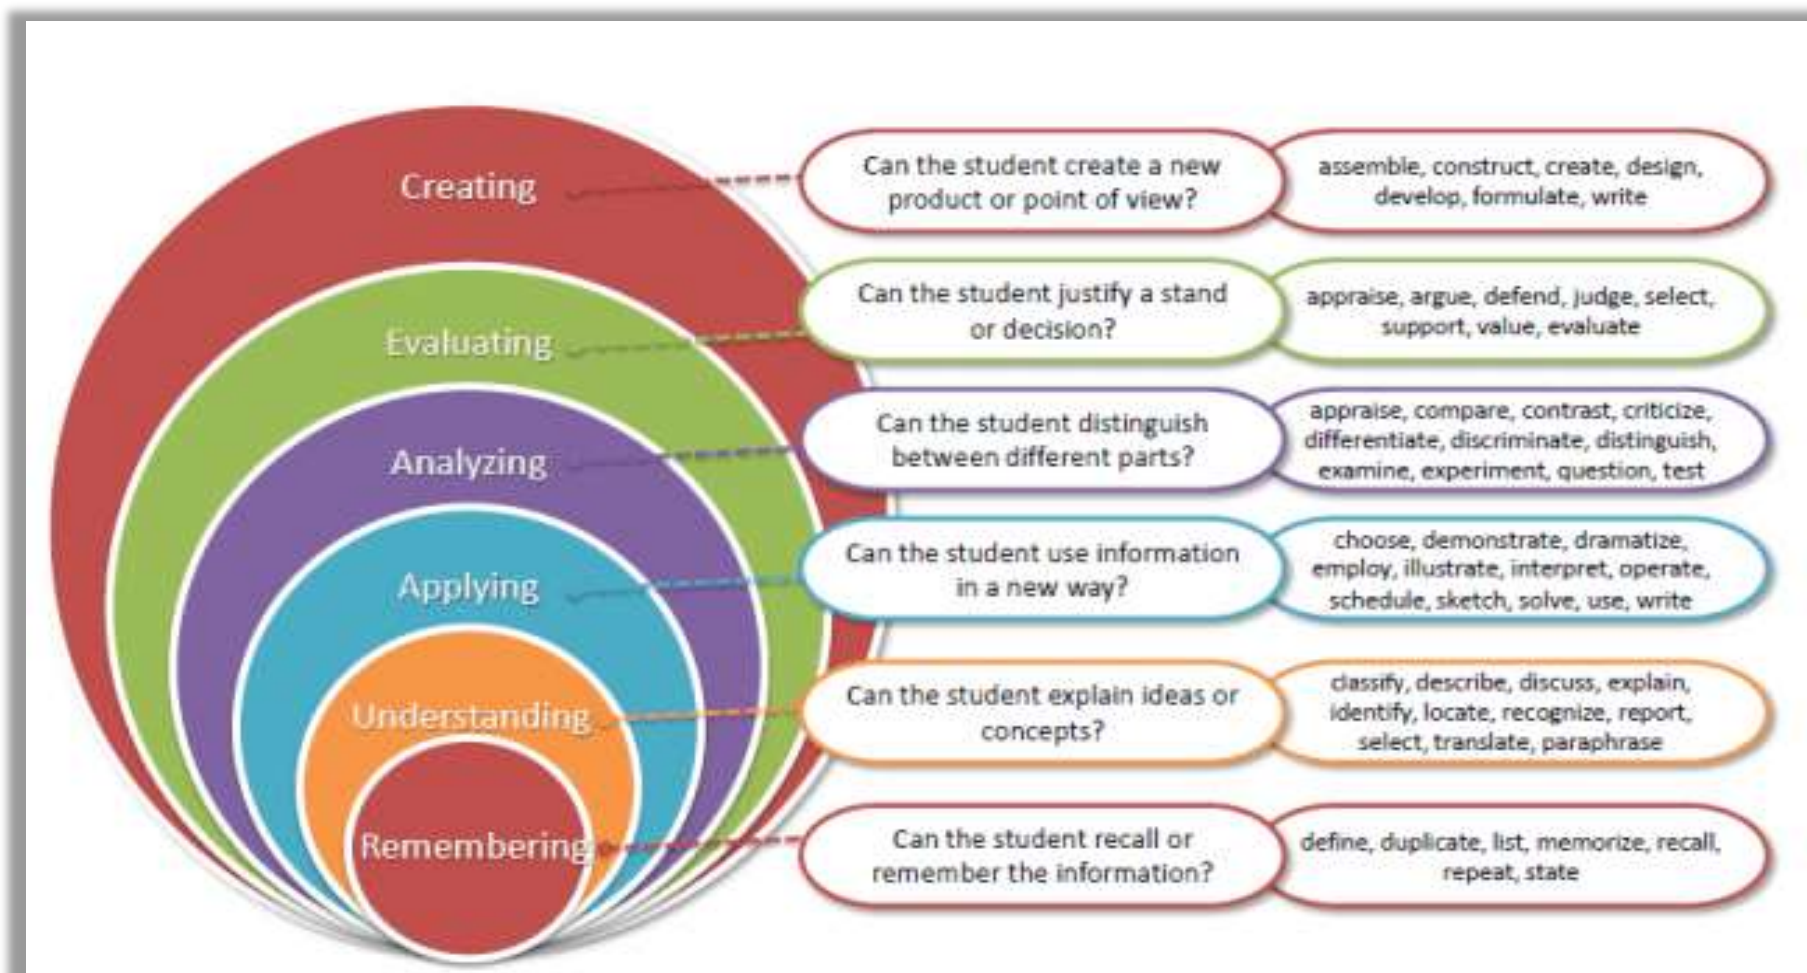 Creating
Can the student create a new
product or point of view?
assemble, construct, create, design,
develop, formulate, write
Evaluating
Can the student justify a stand
or decision?
appraise, argue, defend, judge, select,
support, value, evaluate
Analyzing
Can the student distinguish
between different parts?
appraise, compare, contrast, criticize,
differentiate, discriminate, distinguish,
examine, experiment, question, test
Applying
Can the student use information
in a new way?
choose, demonstrate, dramatize,
employ, illustrate, interpret, operate,
schedule, sketch, solve, use, write
Understanding
Can the student explain ideas or
concepts?
classify, describe, discuss, explain,
identify, locate, recognize, report,
select, translate, paraphrase
Remembering
Can the student recall or
remember the information?
define, duplicate, list, memorize, recall,
repeat, state